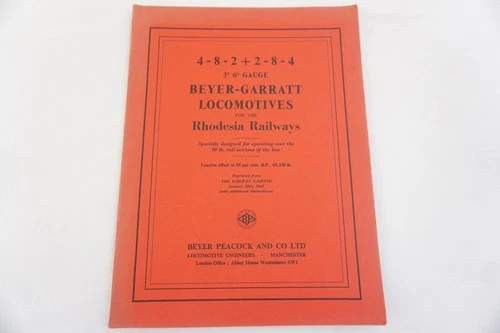 4-8-2+2-8-4
3' 6" GAUGE
BEYER-GARRATT
LOCOMOTIVES
FOR THE
Rhodesia Railways
Specially designed for operating over the
80 lb. rail sections of the line
Tractive effort at 85 per cent. B.P.,
Reprinted from
THE RAILWAY GAZETTE
January
with additional illustrations
BP
BEYER PEACOCK AND CO LTD
LOCOMOTIVE ENGINEERS - MANCHESTER
London Office : Abbey House Westminster SW1